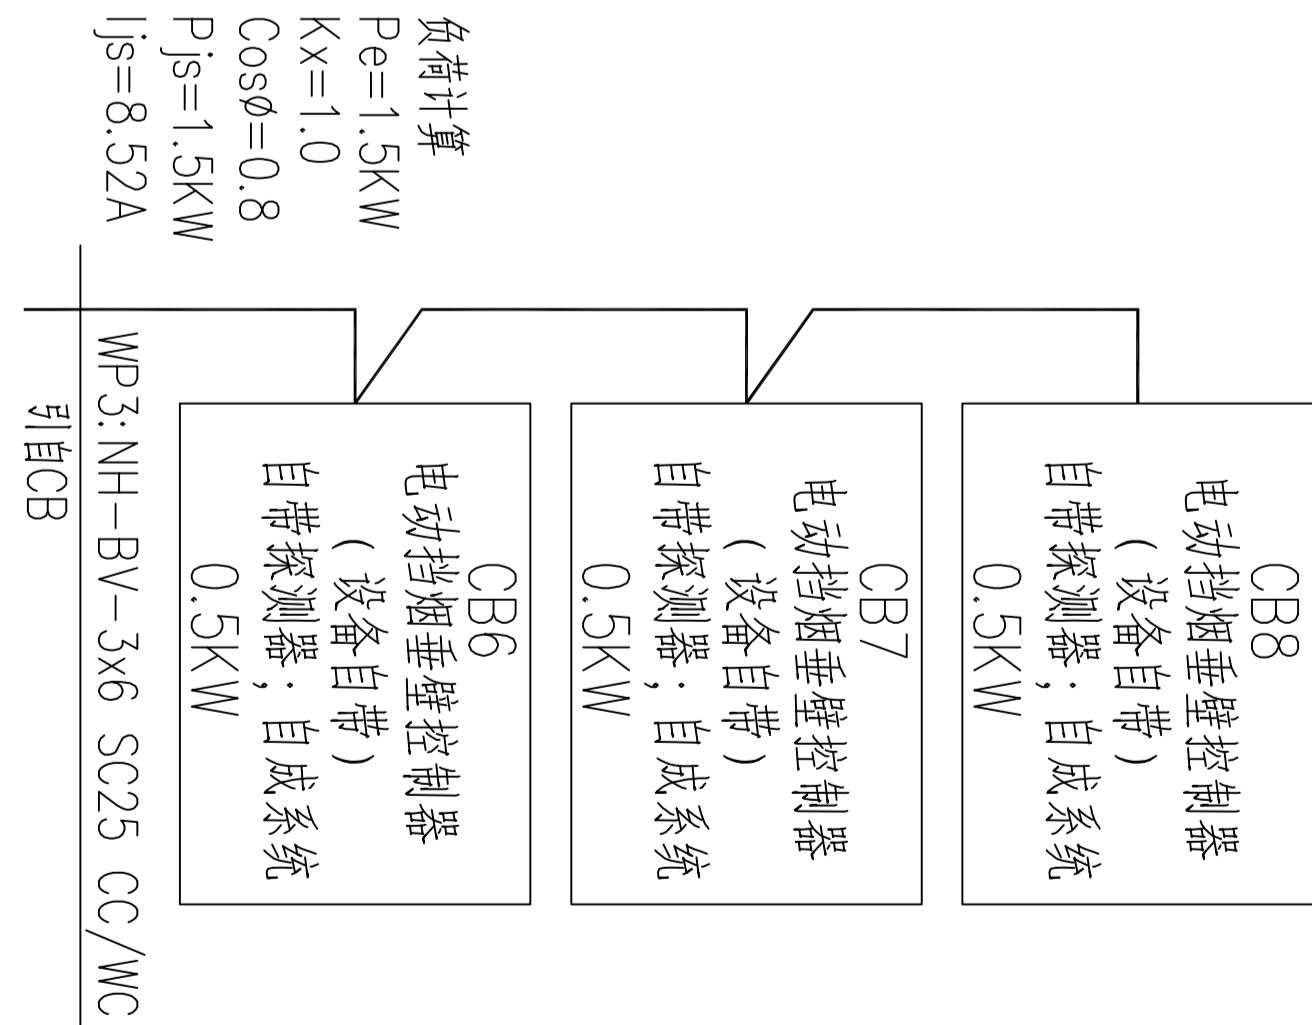 负荷计算
Pe=1.5KW
Kx=1.0
Cosø=0.8
Pjs=1.5KW
Ijs=8.52A
CB8
电动挡烟垂壁控制器
(设备自带)
自带探测器；自成系统
0.5KW
CB7
电动挡烟垂壁控制器
(设备自带)
自带探测器；自成系统
0.5KW
CB6
电动挡烟垂壁控制器
(设备自带)
自带探测器；自成系统
0.5KW
WP3:NH-BV-3x6 SC25 CC/WC
引自CB